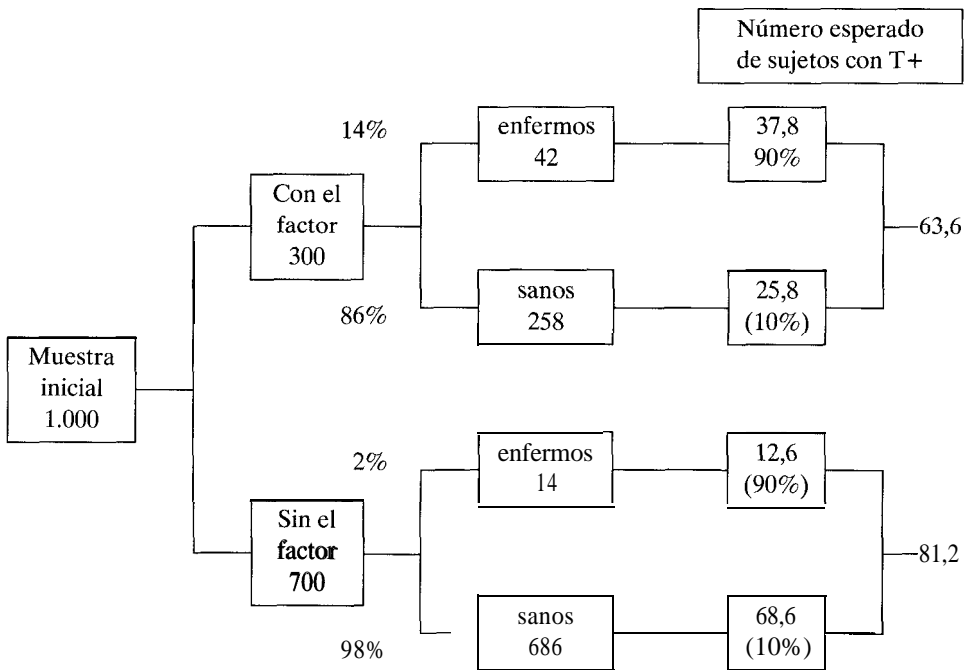 Número esperado
de sujetos con T+
14%
enfermos
42
37,8
90%
Con el
factor
300
63,6
86%
sanos
258
25,8
(10%)
Muestra
inicial
1.000
2%
enfermos
14
12,6
(90%)
Sin el
factor
700
81,2
98%
sanos
686
68,6
(10%)